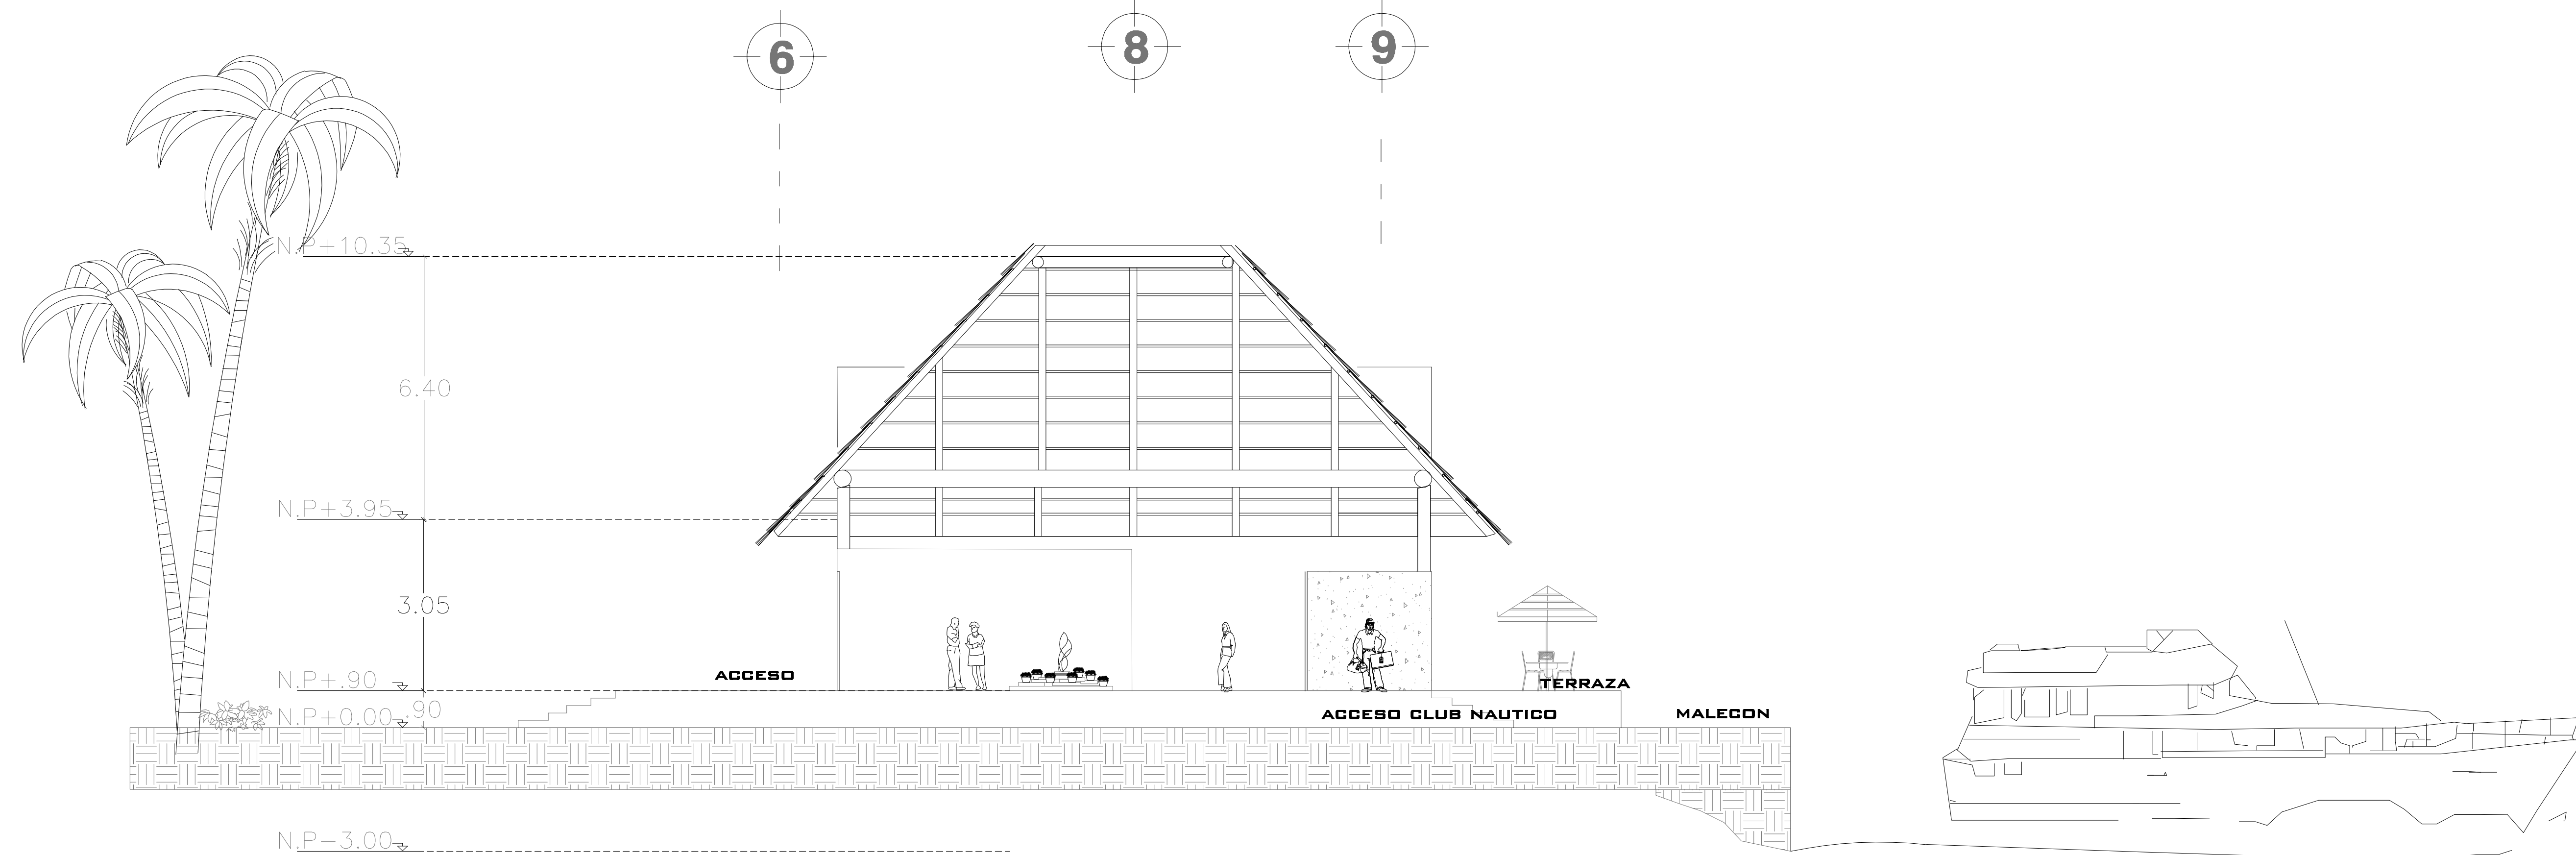 6
8
9
N.P+10.35
6.40
N.P+3.95
3.05
ACCESO
N.P+.90
TERRAZA
.90
N.P+0.00
ACCESO CLUB NAUTICO
MALECON
N.P-3.00